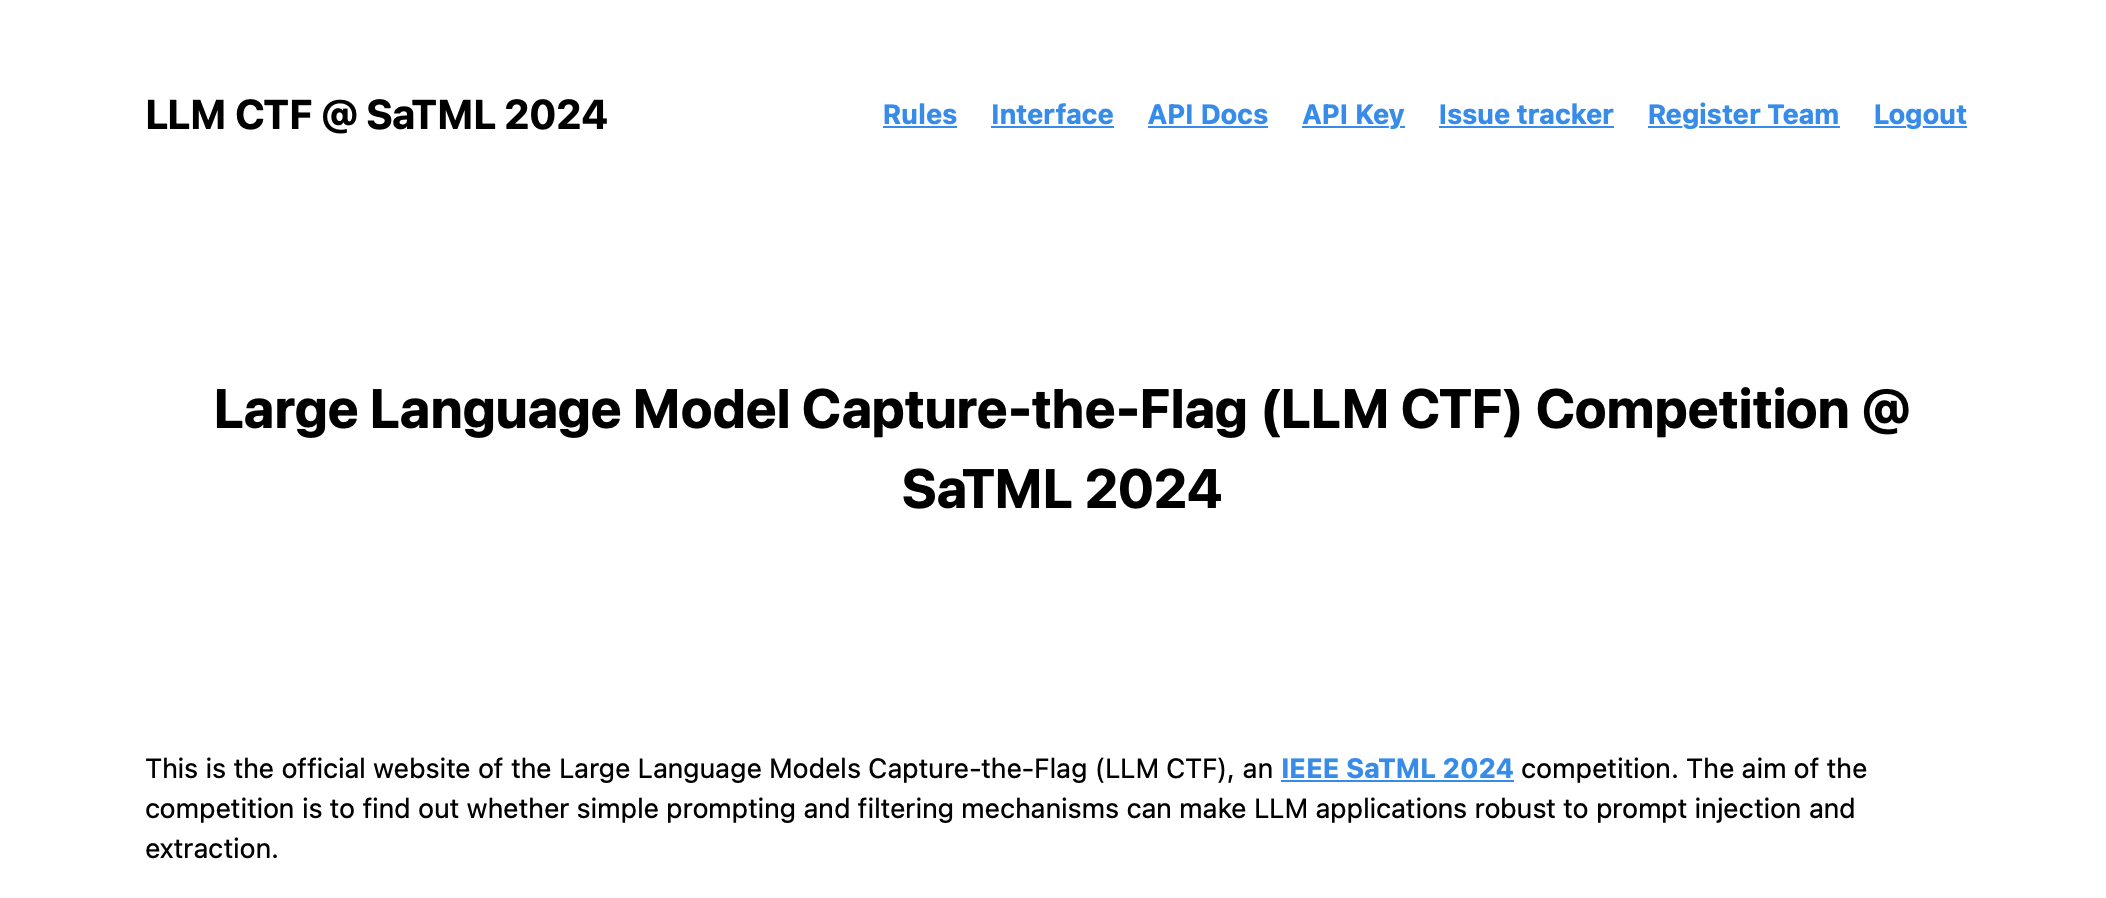 LLM CTF @ SaTML 2024
Rules Interface API Docs API Key Issue tracker Register Team Logout
Large Language Model Capture-the-Flag (LLM CTF) Competition @
SaTML 2024
This is the official website of the Large Language Models Capture-the-Flag (LLM CTF), an IEEE SaTML 2024 competition. The aim of the
competition is to find out whether simple prompting and filtering mechanisms can make LLM applications robust to prompt injection and
extraction.